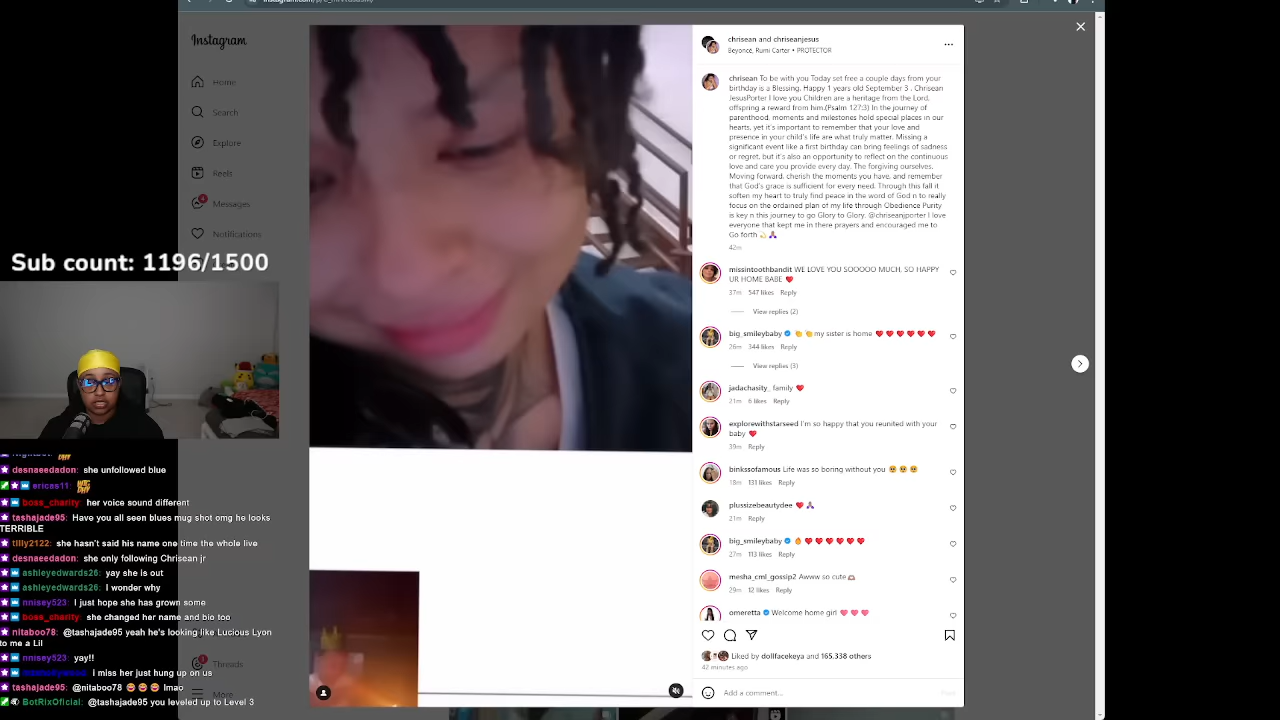 Instagram
Home
Search
Explore
Reels
Messages
Notifications
Threads
More
Sub count: 1196/1500
desnaeedadon: she unfollowed blue
ericas11:
boss_charity: her voice sound different
tashajade95: Have you all seen blues mug shot omg he looks
TERRIBLE
tilly2122: she hasn't said his name one time the whole live
desnaeedadon: she only following Chrisean jr
ashleyedwards26: yay she is out
ashleyedwards26: i wonder why
nnisey523: I just hope she has grown some
boss_charity: she changed her name and bio too
nitaboo78: @tashajade95 yeah he's looking like Lucious Lyon
to me a Lil
nnisey523: yay!!
I miss her just hung up on us
tashajade95: @nitaboo78 lmao
BotRixOficial: @tashajade95 you leveled up to Level 3
chrisean and chriseanjesus
Beyoncé, Rumi Carter • PROTECTOR
chrisean To be with you Today set free a couple days from your
birthday is a Blessing, Happy 1 years old September 3 . Chrisean
JesusPorter I love you Children are a heritage from the Lord,
offspring a reward from him.(Psalm 127:3) In the journey of
parenthood, moments and milestones hold special places in our
hearts, yet it's important to remember that your love and
presence in your child's life are what truly matter. Missing a
significant event like a first birthday can bring feelings of sadness
or regret, but it's also an opportunity to reflect on the continuous
love and care you provide every day. The forgiving ourselves.
Moving forward, cherish the moments you have, and remember
that God's grace is sufficient for every need. Through this fall it
soften my heart to truly find peace in the word of God n to really
focus on the ordained plan of my life through Obedience Purity
is key n this journey to go Glory to Glory. @chriseanjporter I love
everyone that kept me in there prayers and encouraged me to
Go forth 💫 🙏🏽
42m
missintoothbandit WE LOVE YOU SOOOOO MUCH, SO HAPPY
UR HOME BABE ❤️
37m 547 likes Reply
View replies (2)
big_smileybaby 👏 👏 my sister is home ❤️ ❤️ ❤️ ❤️ ❤️ ❤️
26m 344 likes Reply
View replies (3)
jadachasity_ family ❤️
21m 6 likes Reply
explorewithstarseed I'm so happy that you reunited with your
baby ❤️
39m Reply
binkssofamous Life was so boring without you 🥹 🥹 🥹
18m 131 likes Reply
plussizebeautydee ❤️ 🙏🏽
21m Reply
big_smileybaby 🔥 ❤️ ❤️ ❤️ ❤️ ❤️ ❤️
27m 113 likes Reply
mesha_cml_gossip2 Awww so cute 🫶🏽
29m 12 likes Reply
omeretta Welcome home girl 💗 💗 💗
Liked by dollfacekeya and 165,338 others
42 minutes ago
Add a comment...
Post